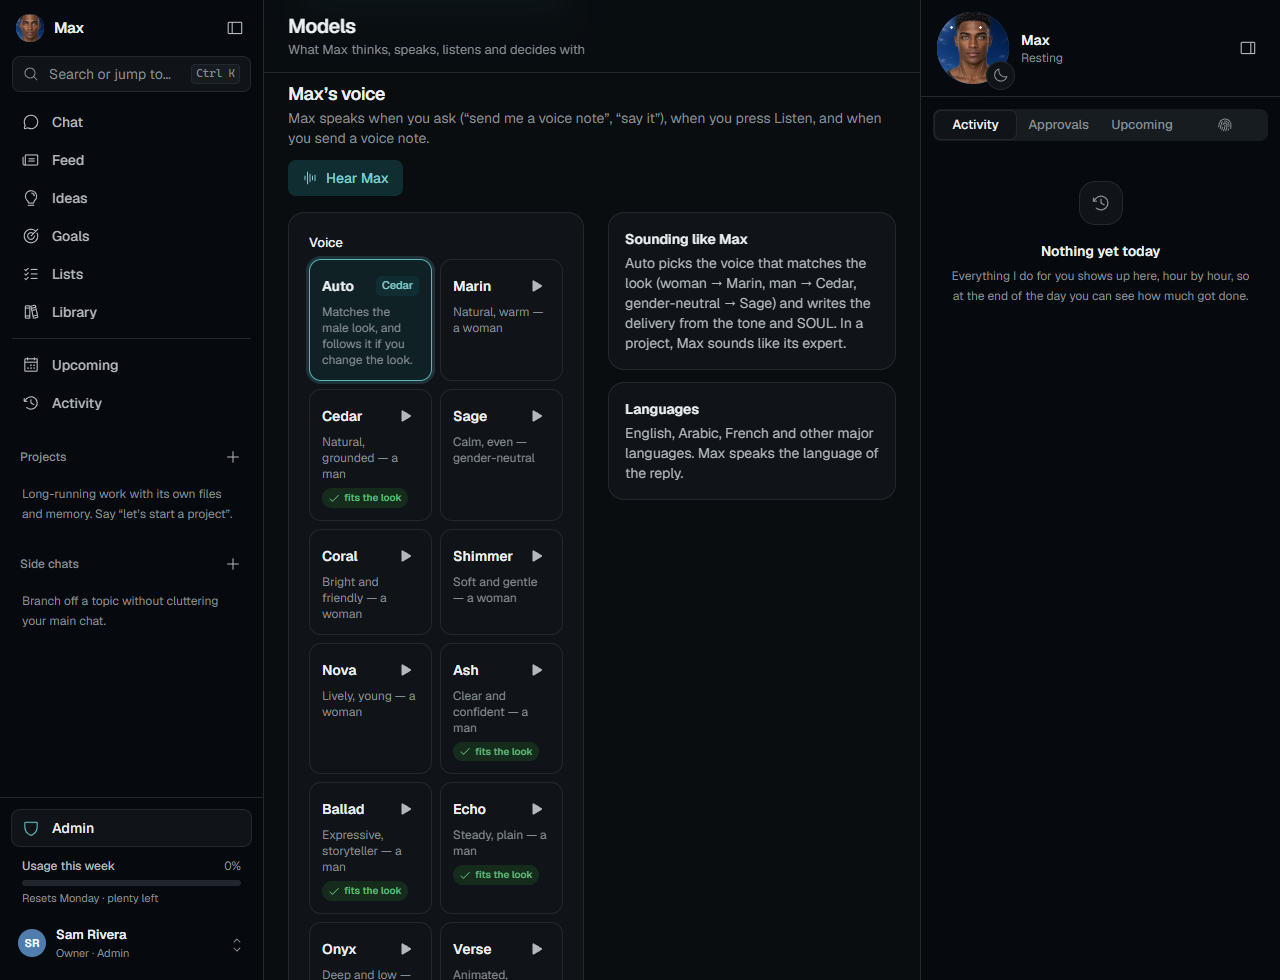 Max
Search or jump to...
Ctrl K
Chat
Feed
Ideas
Goals
Lists
Library
Upcoming
Activity
Projects
Long-running work with its own files
and memory. Say “let’s start a project”.
Side chats
Branch off a topic without cluttering
your main chat.
Admin
Usage this week
0%
Resets Monday · plenty left
SR
Sam Rivera
Owner · Admin
Models
What Max thinks, speaks, listens and decides with
Max’s voice
Max speaks when you ask (“send me a voice note”, “say it”), when you press Listen, and when
you send a voice note.
Hear Max
Voice
Auto
Cedar
Matches the
male look, and
follows it if you
change the look.
Marin
Natural, warm —
a woman
Cedar
Natural,
grounded — a
man
fits the look
Sage
Calm, even —
gender-neutral
Coral
Bright and
friendly — a
woman
Shimmer
Soft and gentle
— a woman
Nova
Lively, young — a
woman
Ash
Clear and
confident — a
man
fits the look
Ballad
Expressive,
storyteller — a
man
fits the look
Echo
Steady, plain — a
man
fits the look
Onyx
Deep and low —
Verse
Animated,
Sounding like Max
Auto picks the voice that matches the
look (woman → Marin, man → Cedar,
gender-neutral → Sage) and writes the
delivery from the tone and SOUL. In a
project, Max sounds like its expert.
Languages
English, Arabic, French and other major
languages. Max speaks the language of
the reply.
Max
Resting
Activity
Approvals
Upcoming
Nothing yet today
Everything I do for you shows up here, hour by hour, so
at the end of the day you can see how much got done.